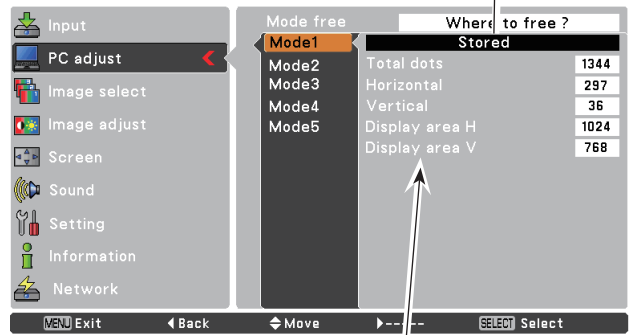 Input
PC adjust
Image select
Image adjust
Screen
Sound
Setting
Information
Network
Mode free
Where to free ?
Mode1
Mode2
Mode3
Mode4
Mode5
Stored
Total dots 1344
Horizontal 297
Vertical 36
Display area H 1024
Display area V 768
MENU Exit Back Move ----- SELECT Select